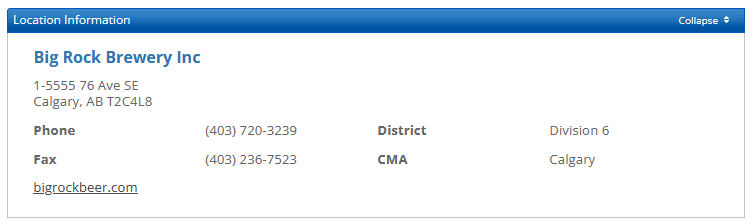 Location Information Collapse
Big Rock Brewery Inc
1-5555 76 Ave SE
Calgary, AB T2C4L8
Phone (403) 720-3239 District Division 6
Fax (403) 236-7523 CMA Calgary
bigrockbeer.com